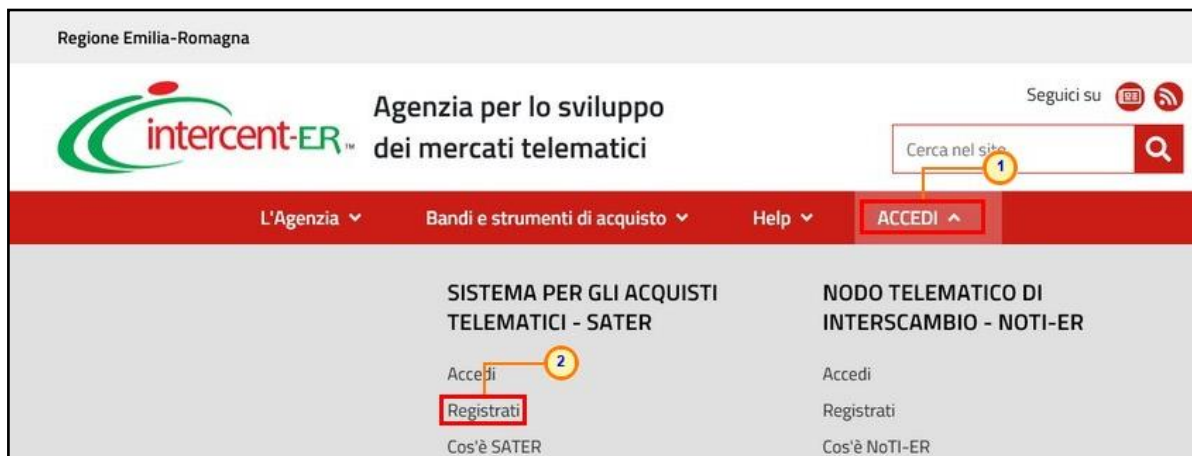 Regione Emilia-Romagna
intercent-ER™
Agenzia per lo sviluppo
dei mercati telematici
Seguici su
Cerca nel sito
1
L'Agenzia
Bandi e strumenti di acquisto
Help
ACCEDI
SISTEMA PER GLI ACQUISTI
TELEMATICI - SATER
2
Accedi
Registrati
Cos'è SATER
NODO TELEMATICO DI
INTERSCAMBIO - NOTI-ER
Accedi
Registrati
Cos'è NoTI-ER